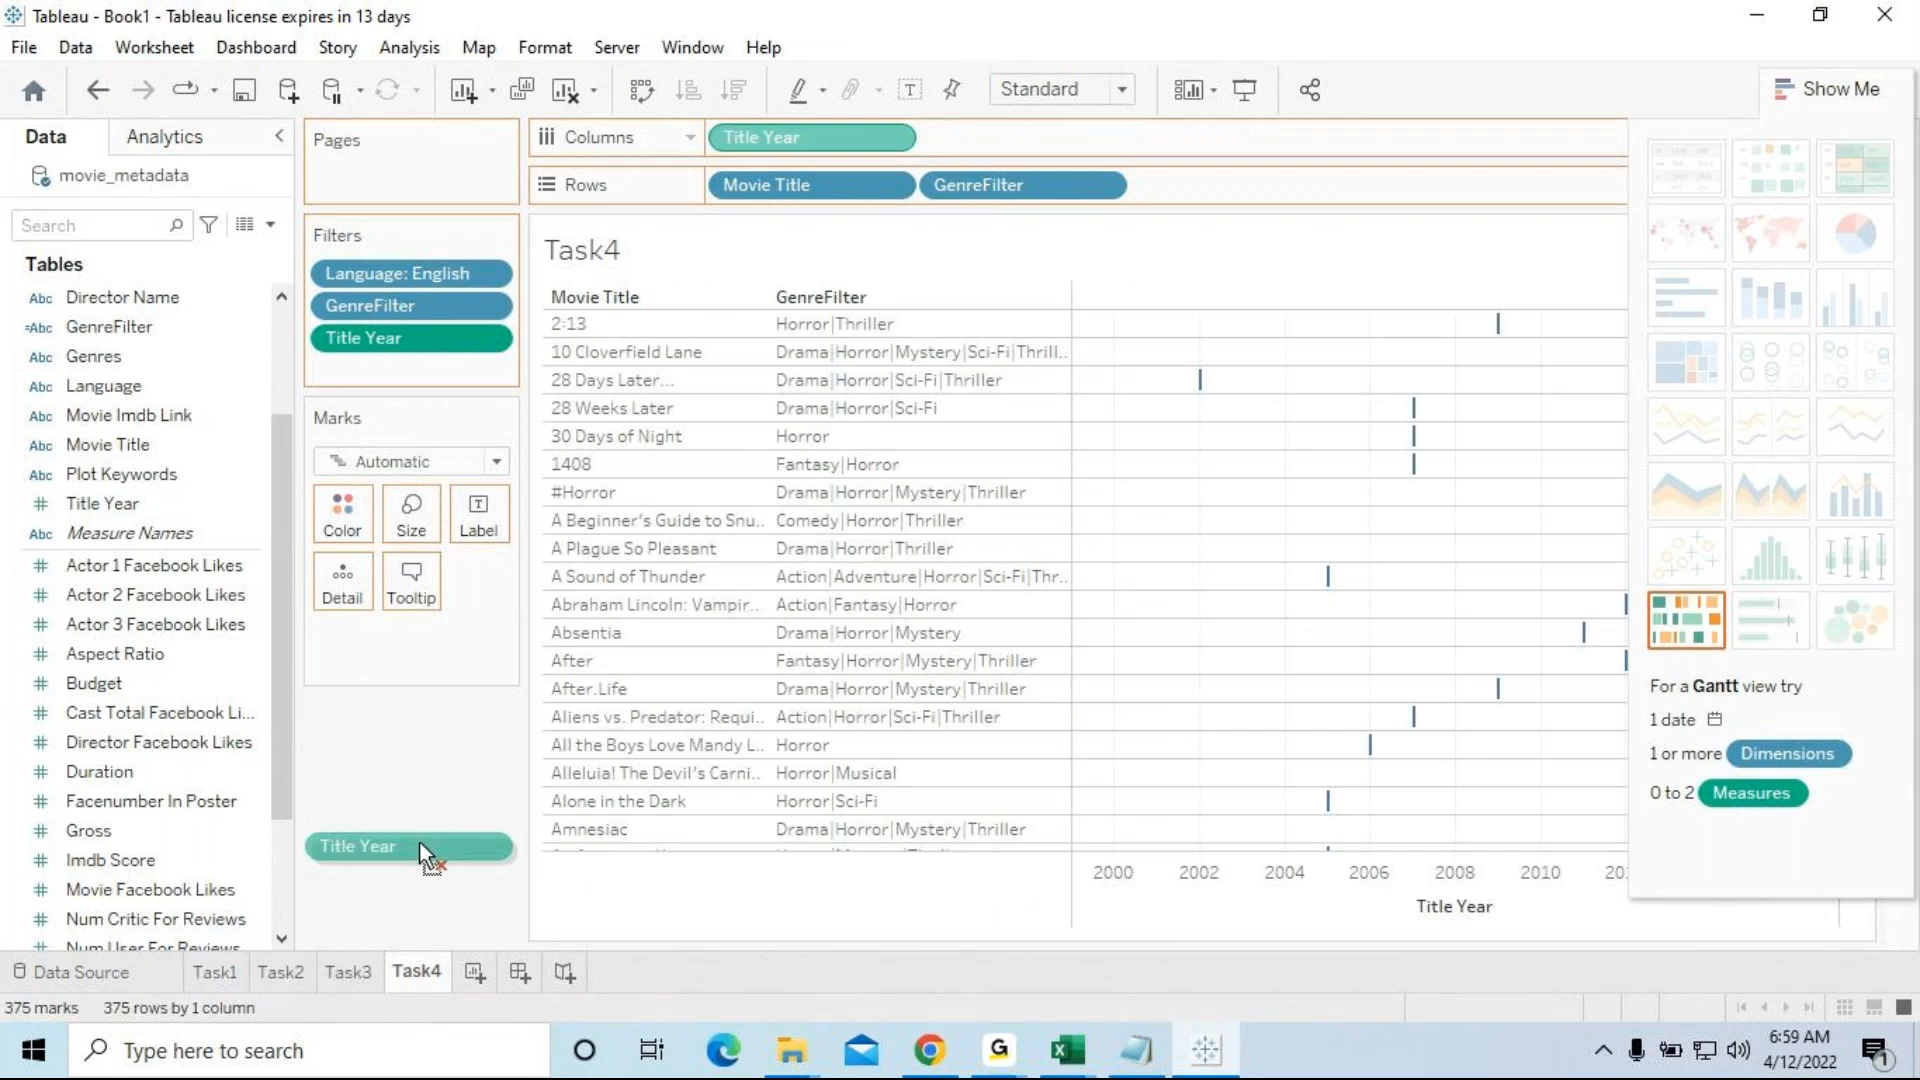 Tableau - Book1 - Tableau license expires in 13 days
File Data Worksheet Dashboard Story Analysis Map Format Server Window Help
Standard
Show Me
Data Analytics
movie_metadata
Search
Tables
Abc Director Name
=Abc GenreFilter
Abc Genres
Abc Language
Abc Movie Imdb Link
Abc Movie Title
Abc Plot Keywords
# Title Year
Abc Measure Names
# Actor 1 Facebook Likes
# Actor 2 Facebook Likes
# Actor 3 Facebook Likes
# Aspect Ratio
# Budget
# Cast Total Facebook Li...
# Director Facebook Likes
# Duration
# Facenumber In Poster
# Gross
# Imdb Score
# Movie Facebook Likes
# Num Critic For Reviews
# Num User For Reviews
Pages
Filters
Language: English
GenreFilter
Title Year
Marks
Automatic
Color Size Label
Detail Tooltip
Title Year
Columns Title Year
Rows Movie Title GenreFilter
Task4
Movie Title GenreFilter
2:13 Horror|Thriller
10 Cloverfield Lane Drama|Horror|Mystery|Sci-Fi|Thrill..
28 Days Later... Drama|Horror|Sci-Fi|Thriller
28 Weeks Later Drama|Horror|Sci-Fi
30 Days of Night Horror
1408 Fantasy|Horror
#Horror Drama|Horror|Mystery|Thriller
A Beginner's Guide to Snu.. Comedy|Horror|Thriller
A Plague So Pleasant Drama|Horror|Thriller
A Sound of Thunder Action|Adventure|Horror|Sci-Fi|Thr..
Abraham Lincoln: Vampir.. Action|Fantasy|Horror
Absentia Drama|Horror|Mystery
After Fantasy|Horror|Mystery|Thriller
After.Life Drama|Horror|Mystery|Thriller
Aliens vs. Predator: Requi.. Action|Horror|Sci-Fi|Thriller
All the Boys Love Mandy L.. Horror
Alleluia! The Devil's Carni.. Horror|Musical
Alone in the Dark Horror|Sci-Fi
Amnesiac Drama|Horror|Mystery|Thriller
2000 2002 2004 2006 2008 2010 20
Title Year
For a Gantt view try
1 date
1 or more Dimensions
0 to 2 Measures
Data Source Task1 Task2 Task3 Task4
375 marks 375 rows by 1 column
Type here to search
6:59 AM
4/12/2022
1